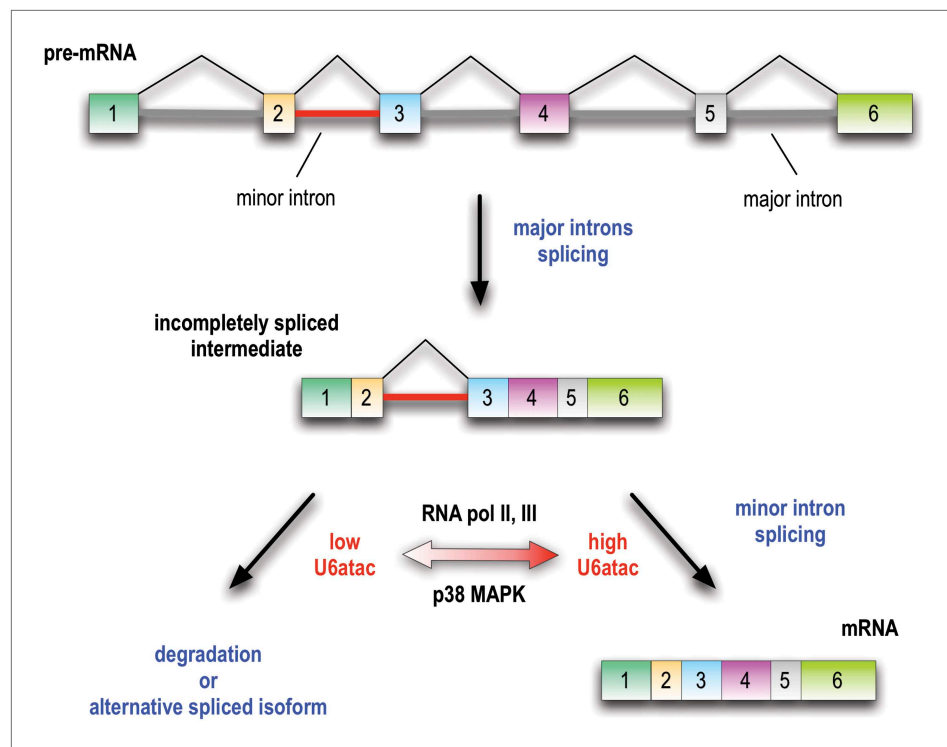 pre-mRNA
1 2 3 4 5 6
minor intron
major intron
major introns
splicing
incompletely spliced
intermediate
1 2 3 4 5 6
RNA pol II, III
low
U6atac
high
U6atac
p38 MAPK
minor intron
splicing
degradation
or
alternative spliced isoform
mRNA
1 2 3 4 5 6